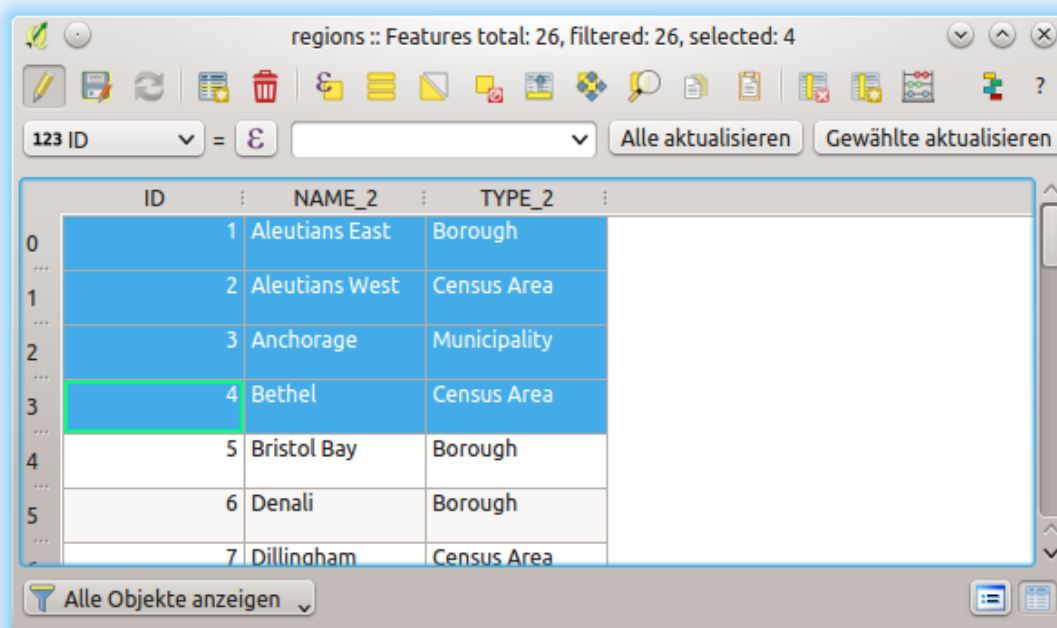 regions :: Features total: 26, filtered: 26, selected: 4
?
123 ID = ε Alle aktualisieren Gewählte aktualisieren
ID NAME_2 TYPE_2
0 1 Aleutians East Borough
1 2 Aleutians West Census Area
2 3 Anchorage Municipality
3 4 Bethel Census Area
4 5 Bristol Bay Borough
5 6 Denali Borough
7 Dillingham Census Area
Alle Objekte anzeigen